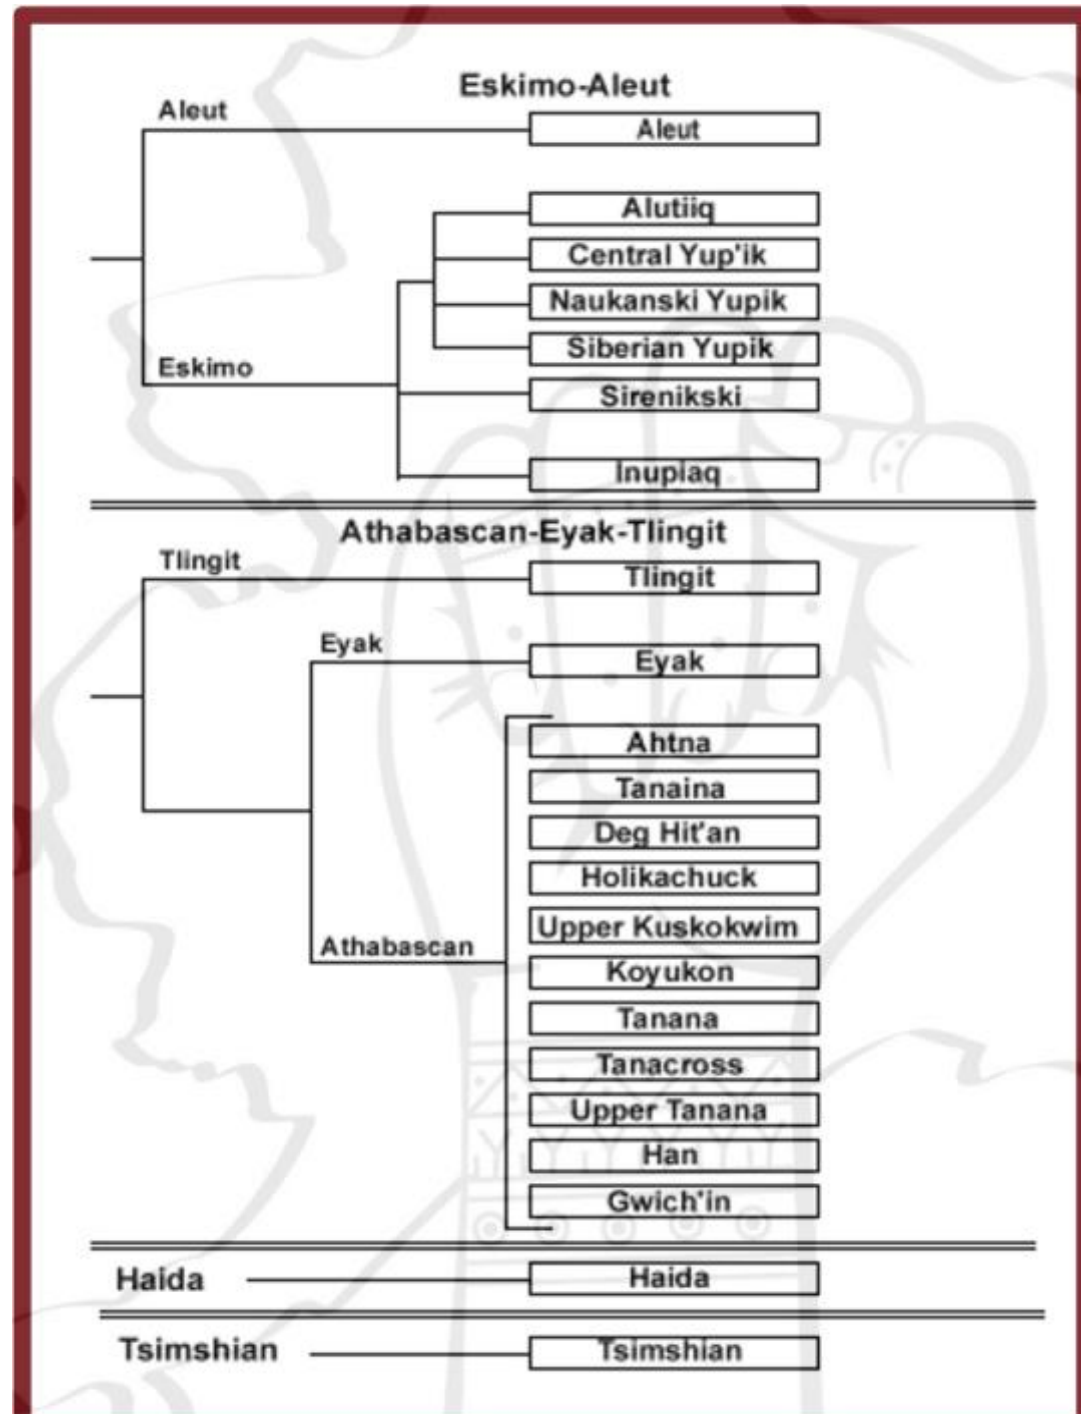 Eskimo-Aleut
Aleut
Aleut
Alutiiq
Central Yup'ik
Naukanski Yupik
Siberian Yupik
Eskimo
Sirenikski
Inupiaq
Athabascan-Eyak-Tlingit
Tlingit
Tlingit
Eyak
Eyak
Ahtna
Tanaina
Deg Hit'an
Holikachuck
Upper Kuskokwim
Athabascan
Koyukon
Tanana
Tanacross
Upper Tanana
Han
Gwich'in
Haida
Haida
Tsimshian
Tsimshian